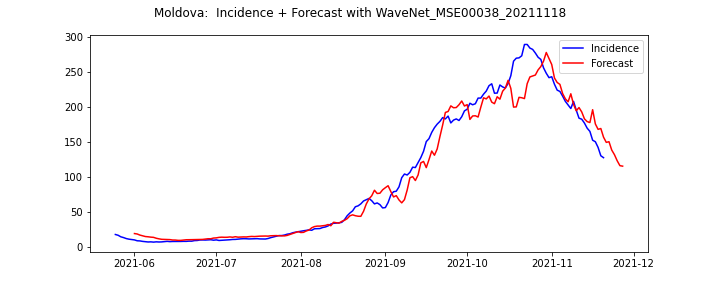 Moldova:  Incidence + Forecast with WaveNet_MSE00038_20211118
300
250
200
150
100
50
0
Incidence
Forecast
2021-06 2021-07 2021-08 2021-09 2021-10 2021-11 2021-12